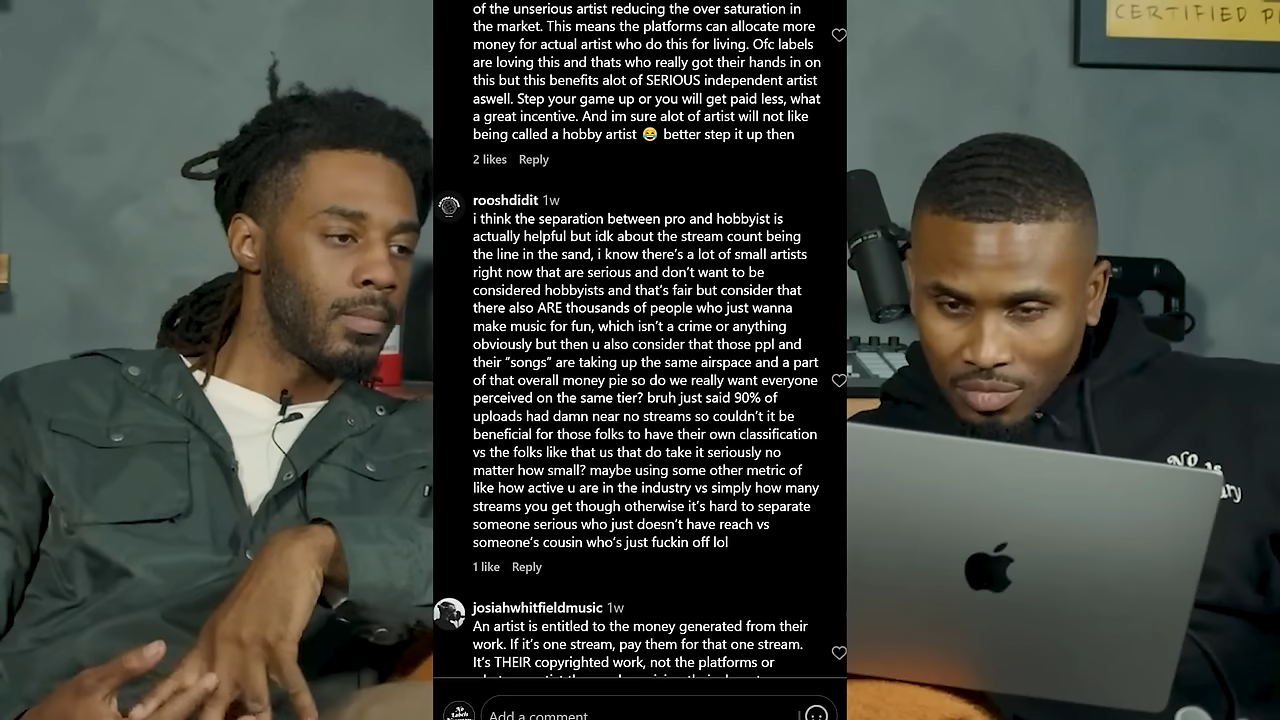 of the unserious artist reducing the over saturation in
the market. This means the platforms can allocate more
money for actual artist who do this for living. Ofc labels
are loving this and thats who really got their hands in on
this but this benefits alot of SERIOUS independent artist
aswell. Step your game up or you will get paid less, what
a great incentive. And im sure alot of artist will not like
being called a hobby artist 😂 better step it up then
2 likes Reply
rooshdidit 1w
i think the separation between pro and hobbyist is
actually helpful but idk about the stream count being
the line in the sand, i know there's a lot of small artists
right now that are serious and don't want to be
considered hobbyists and that's fair but consider that
there also ARE thousands of people who just wanna
make music for fun, which isn't a crime or anything
obviously but then u also consider that those ppl and
their "songs" are taking up the same airspace and a part
of that overall money pie so do we really want everyone
perceived on the same tier? bruh just said 90% of
uploads had damn near no streams so couldn't it be
beneficial for those folks to have their own classification
vs the folks like that us that do take it seriously no
matter how small? maybe using some other metric of
like how active u are in the industry vs simply how many
streams you get though otherwise it's hard to separate
someone serious who just doesn't have reach vs
someone's cousin who's just fuckin off lol
1 like Reply
josiahwhitfieldmusic 1w
An artist is entitled to the money generated from their
work. If it's one stream, pay them for that one stream.
It's THEIR copyrighted work, not the platforms or
Add a comment
CERTIFIED
No